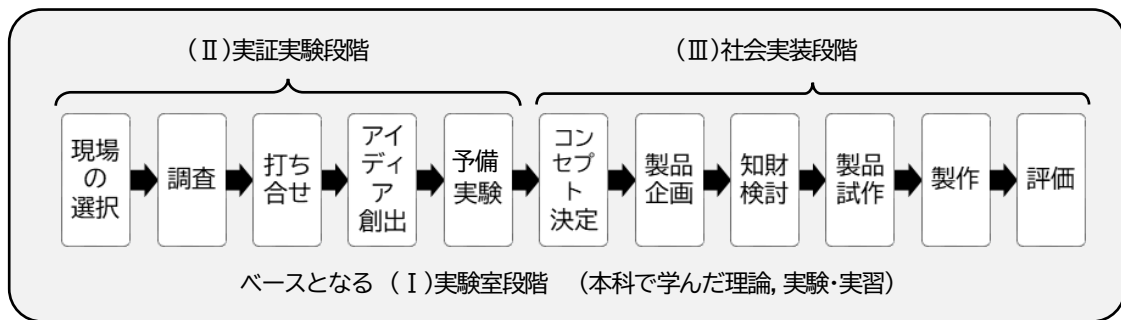 (Ⅱ)実証実験段階
(Ⅲ)社会実装段階
現場
の
選択
調査
打ち
合せ
アイ
ディ
ア
創出
予備
実験
コン
セプ
ト
決定
製品
企画
知財
検討
製品
試作
製作
評価
ベースとなる (Ⅰ)実験室段階 (本科で学んだ理論, 実験・実習)